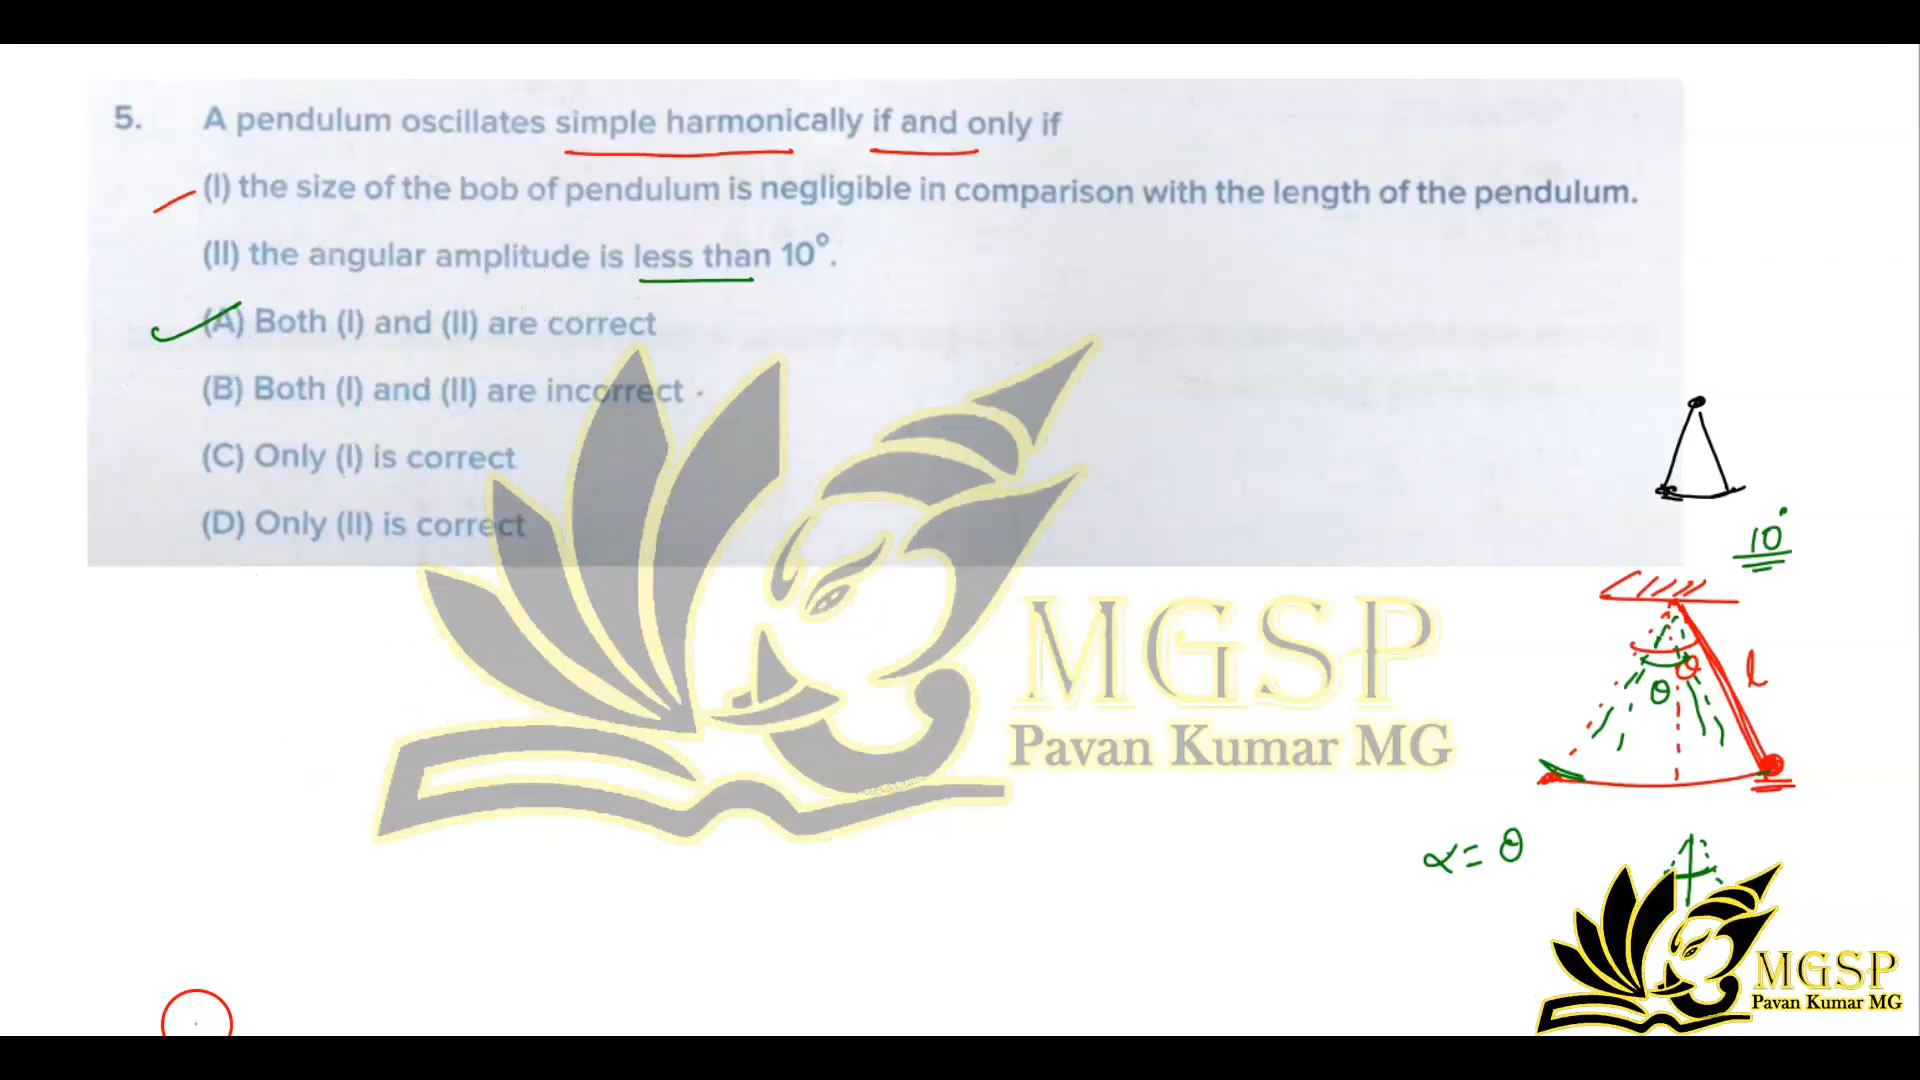 5. A pendulum oscillates simple harmonically if and only if
(I) the size of the bob of pendulum is negligible in comparison with the length of the pendulum.
(II) the angular amplitude is less than 10°.
(A) Both (I) and (II) are correct
(B) Both (I) and (II) are incorrect
(C) Only (I) is correct
(D) Only (II) is correct
10°
θ
θ
l
α = θ
MGSP
Pavan Kumar MG
MGSP
Pavan Kumar MG